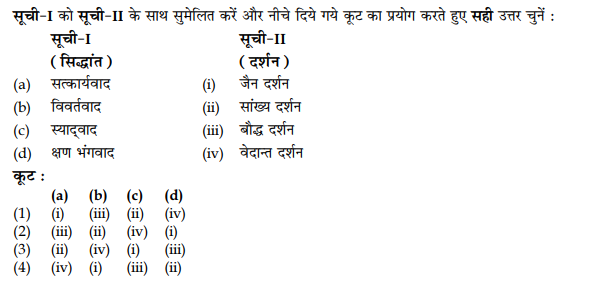 सूची-I को सूची-II के साथ सुमेलित करें और नीचे दिये गये कूट का प्रयोग करते हुए सही उत्तर चुनें :
सूची-I सूची-II
( सिद्धांत ) ( दर्शन )
(a) सत्कार्यवाद (i) जैन दर्शन
(b) विवर्तवाद (ii) सांख्य दर्शन
(c) स्याद्वाद (iii) बौद्ध दर्शन
(d) क्षण भंगवाद (iv) वेदान्त दर्शन
कूट :
(a) (b) (c) (d)
(1) (i) (iii) (ii) (iv)
(2) (iii) (ii) (iv) (i)
(3) (ii) (iv) (i) (iii)
(4) (iv) (i) (iii) (ii)